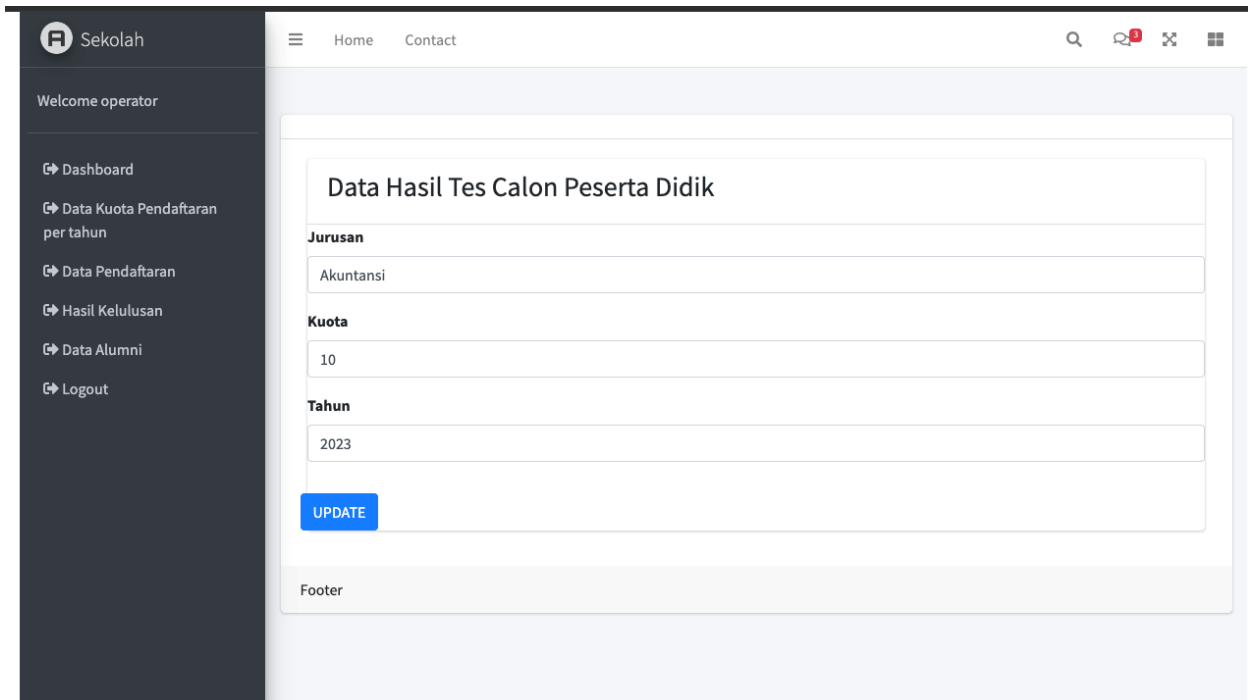 Sekolah
Home Contact
3
Welcome operator
Dashboard
Data Kuota Pendaftaran
per tahun
Data Pendaftaran
Hasil Kelulusan
Data Alumni
Logout
Data Hasil Tes Calon Peserta Didik
Jurusan
Akuntansi
Kuota
10
Tahun
2023
UPDATE
Footer